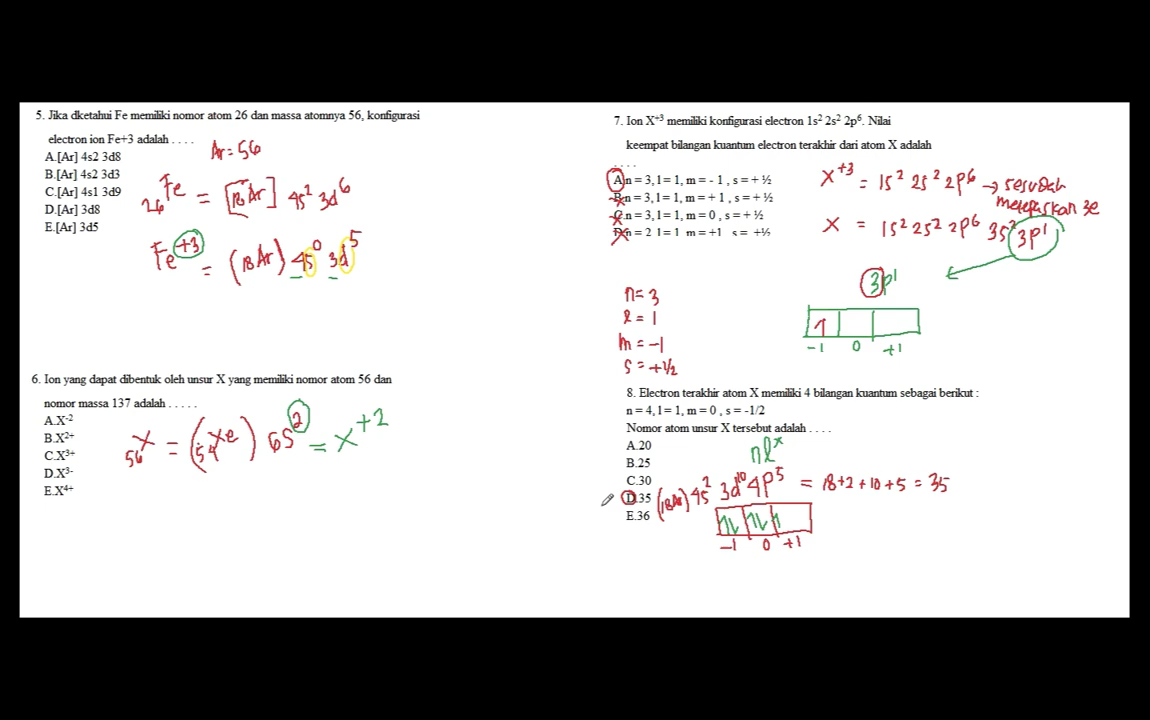 5. Jika dketahui Fe memiliki nomor atom 26 dan massa atomnya 56, konfigurasi
electron ion Fe+3 adalah . . . .
Ar = 56
A.[Ar] 4s2 3d8
B.[Ar] 4s2 3d3
C.[Ar] 4s1 3d9
D.[Ar] 3d8
E.[Ar] 3d5
₂₆Fe = [₁₈Ar] 4s² 3d⁶
Fe⁺³ = (₁₈Ar) 4s⁰ 3d⁵
6. Ion yang dapat dibentuk oleh unsur X yang memiliki nomor atom 56 dan
nomor massa 137 adalah . . . . .
A.X⁻²
B.X²⁺
C.X³⁺
D.X³⁻
E.X⁴⁺
₅₆X = (₅₄Xe) 6s² = X⁺²
7. Ion X⁺³ memiliki konfigurasi electron 1s² 2s² 2p⁶. Nilai
keempat bilangan kuantum electron terakhir dari atom X adalah
. . . .
A.n = 3, l = 1, m = - 1 , s = + ½
B.n = 3, l = 1, m = + 1 , s = + ½
C.n = 3, l = 1, m = 0 , s = + ½
D.n = 2 l = 1 m = +1 s = +½
X⁺³ = 1s² 2s² 2p⁶ → sesudah
melepaskan 3e
X = 1s² 2s² 2p⁶ 3s² 3p¹
3p¹
1
-1 0 +1
n = 3
l = 1
m = -1
s = +1/2
8. Electron terakhir atom X memiliki 4 bilangan kuantum sebagai berikut :
n = 4, l = 1, m = 0 , s = -1/2
Nomor atom unsur X tersebut adalah . . . .
A.20
B.25
C.30
D.35
E.36
nlˣ
(18Ar) 4s² 3d¹⁰ 4p⁵ = 18+2+10+5 = 35
-1 0 +1